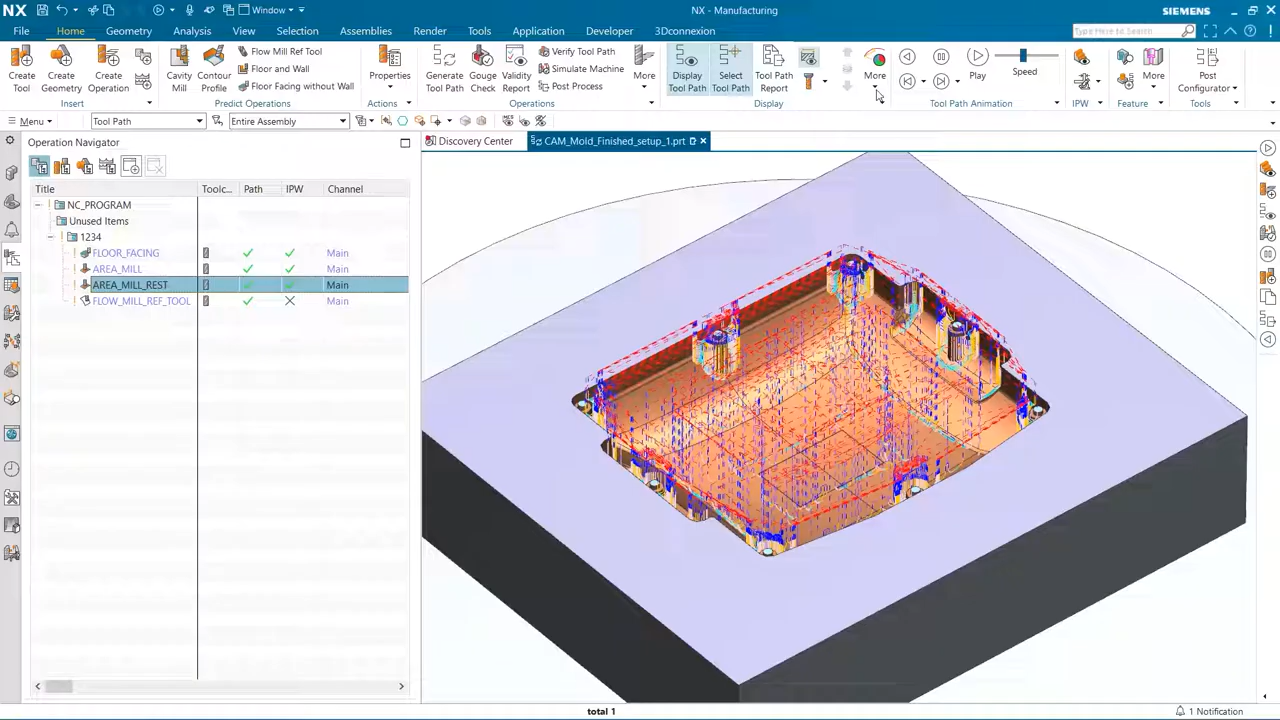 NX
Window
NX - Manufacturing
SIEMENS
File Home Geometry Analysis View Selection Assemblies Render Tools Application Developer 3Dconnexion
Type Here to Search
Create Tool
Create Geometry
Create Operation
Insert
Cavity Mill
Contour Profile
Flow Mill Ref Tool
Floor and Wall
Floor Facing without Wall
Predict Operations
Properties
Actions
Generate Tool Path
Gouge Check
Validity Report
Verify Tool Path
Simulate Machine
Post Process
More
Operations
Display Tool Path
Select Tool Path
Tool Path Report
More
Display
Play
Speed
Tool Path Animation
IPW
More
Feature
Post Configurator
Tools
Menu
Tool Path
Entire Assembly
Operation Navigator
Discovery Center
CAM_Mold_Finished_setup_1.prt
Title Toolc... Path IPW Channel
NC_PROGRAM
Unused Items
1234
FLOOR_FACING Main
AREA_MILL Main
AREA_MILL_REST Main
FLOW_MILL_REF_TOOL Main
total 1
1 Notification